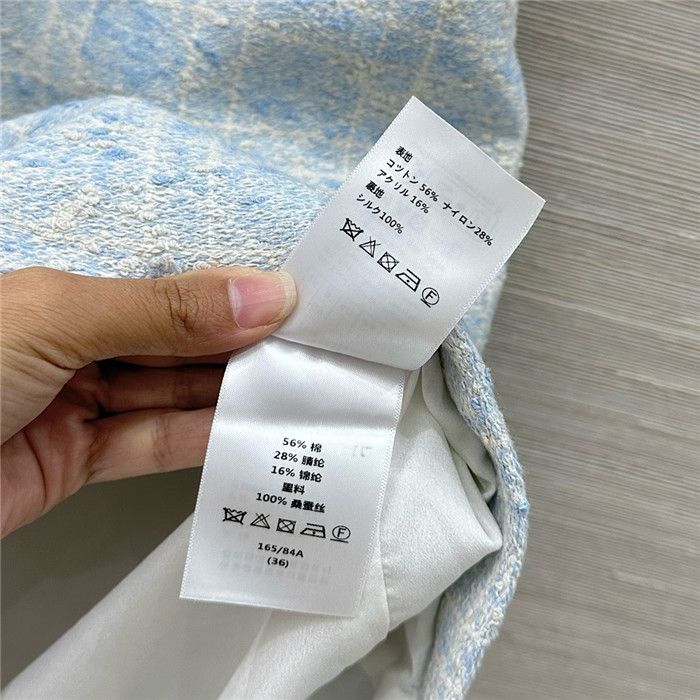 表地
コットン 56% ナイロン28%
アクリル 16%
裏地
シルク100%
F
56% 棉
28% 腈纶
16% 锦纶
里料
100% 桑蚕丝
F
165/84A
(36)